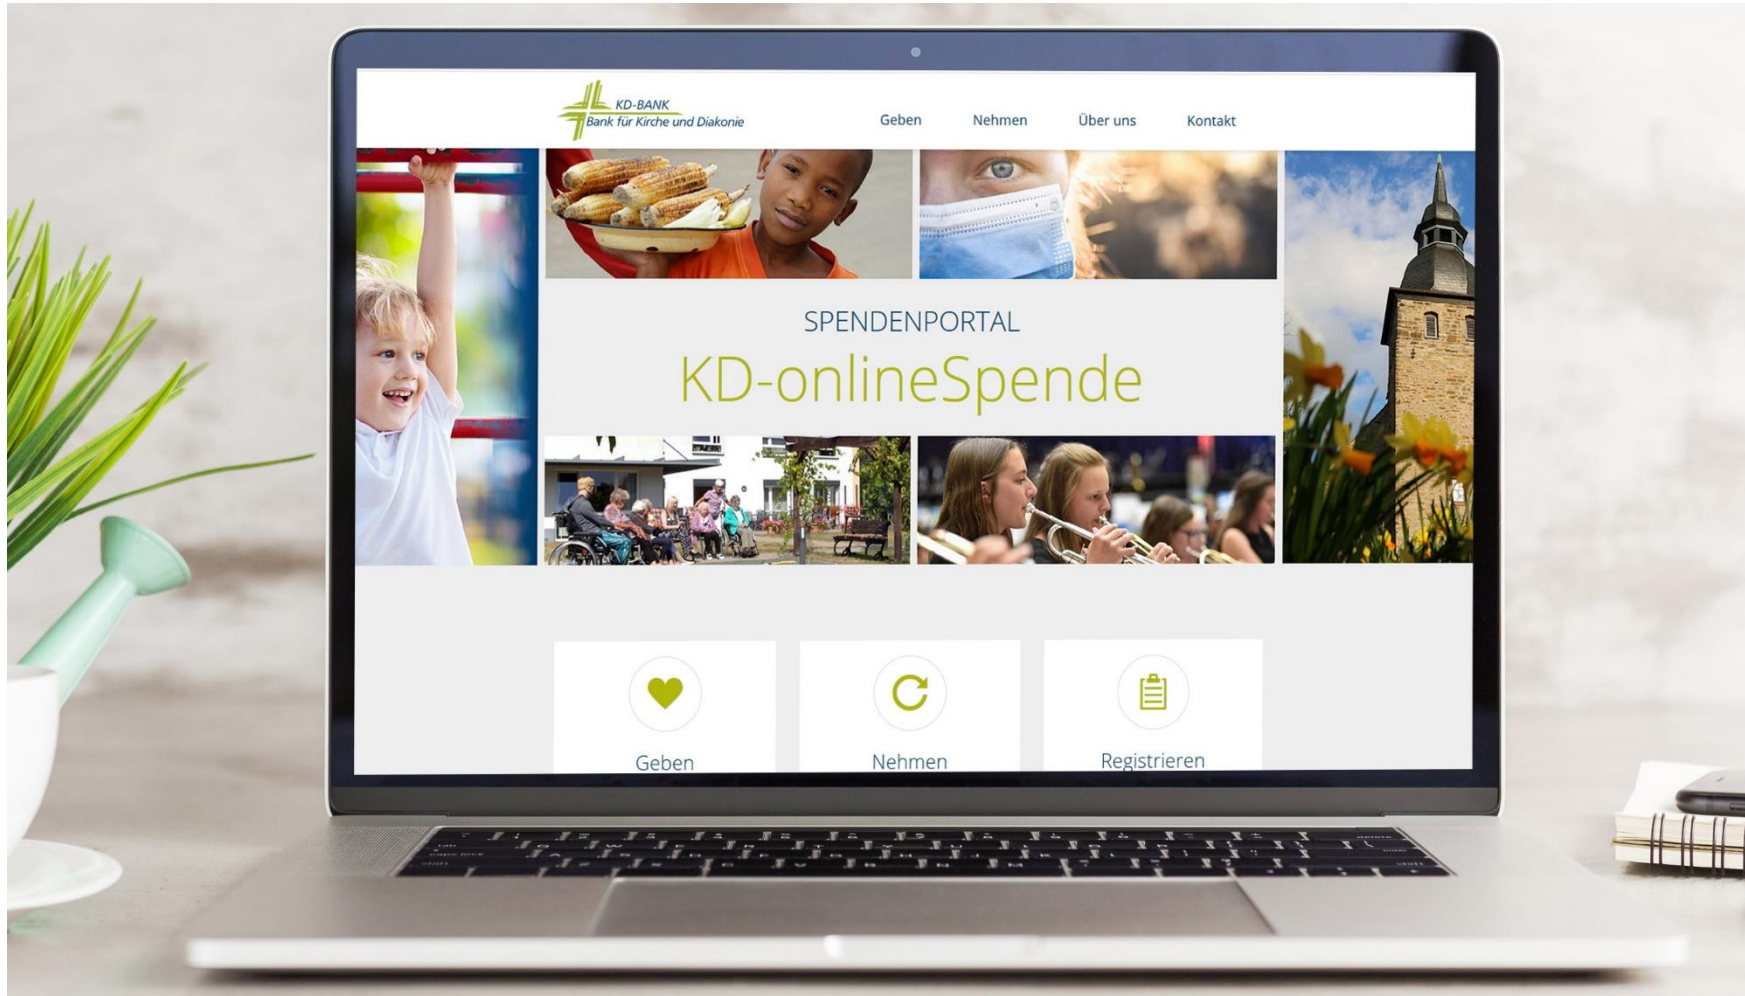 KD-BANK
Bank für Kirche und Diakonie
Geben Nehmen Über uns Kontakt
SPENDENPORTAL
KD-onlineSpende
Geben Nehmen Registrieren